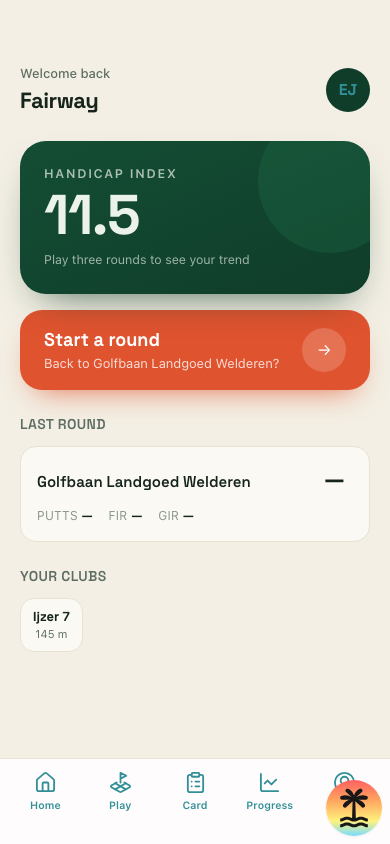 Welcome back
Fairway
EJ
HANDICAP INDEX
11.5
Play three rounds to see your trend
Start a round
Back to Golfbaan Landgoed Welderen?
LAST ROUND
Golfbaan Landgoed Welderen —
PUTTS — FIR — GIR —
YOUR CLUBS
Ijzer 7
145 m
Home Play Card Progress